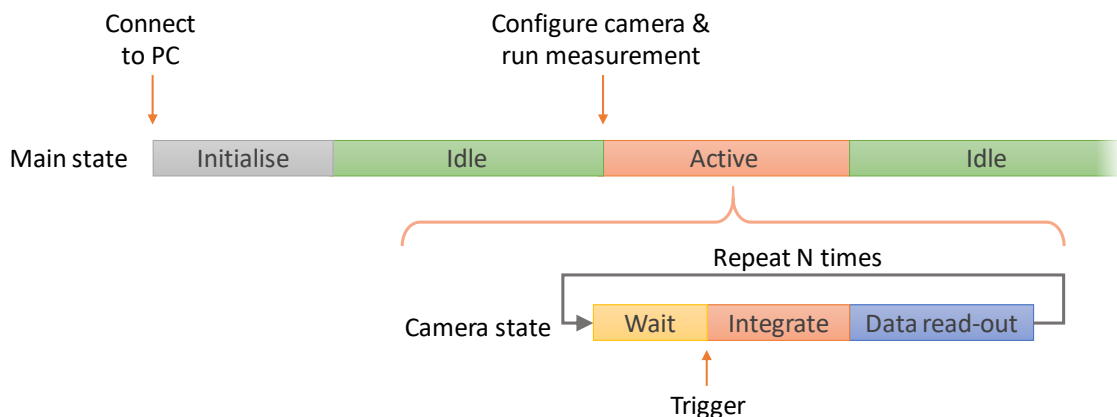 Connect
to PC
Configure camera &
run measurement
Main state
Initialise
Idle
Active
Idle
Repeat N times
Camera state
Wait
Integrate
Data read-out
Trigger